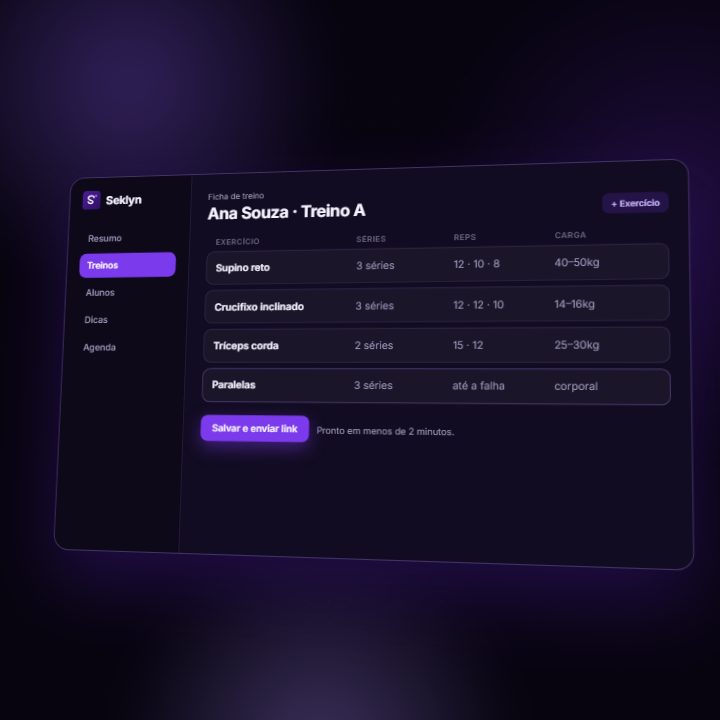 Seklyn
Resumo
Treinos
Alunos
Dicas
Agenda
Ficha de treino
Ana Souza · Treino A
+ Exercício
EXERCÍCIO SÉRIES REPS CARGA
Supino reto 3 séries 12 · 10 · 8 40–50kg
Crucifixo inclinado 3 séries 12 · 12 · 10 14–16kg
Tríceps corda 2 séries 15 · 12 25–30kg
Paralelas 3 séries até a falha corporal
Salvar e enviar link Pronto em menos de 2 minutos.